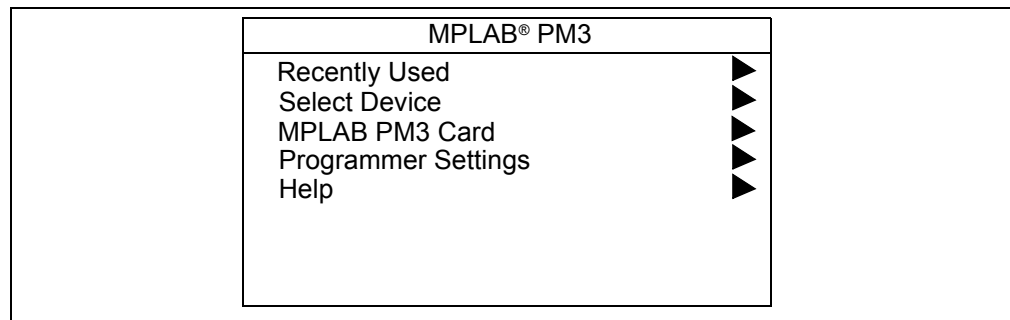 MPLAB® PM3
Recently Used
Select Device
MPLAB PM3 Card
Programmer Settings
Help